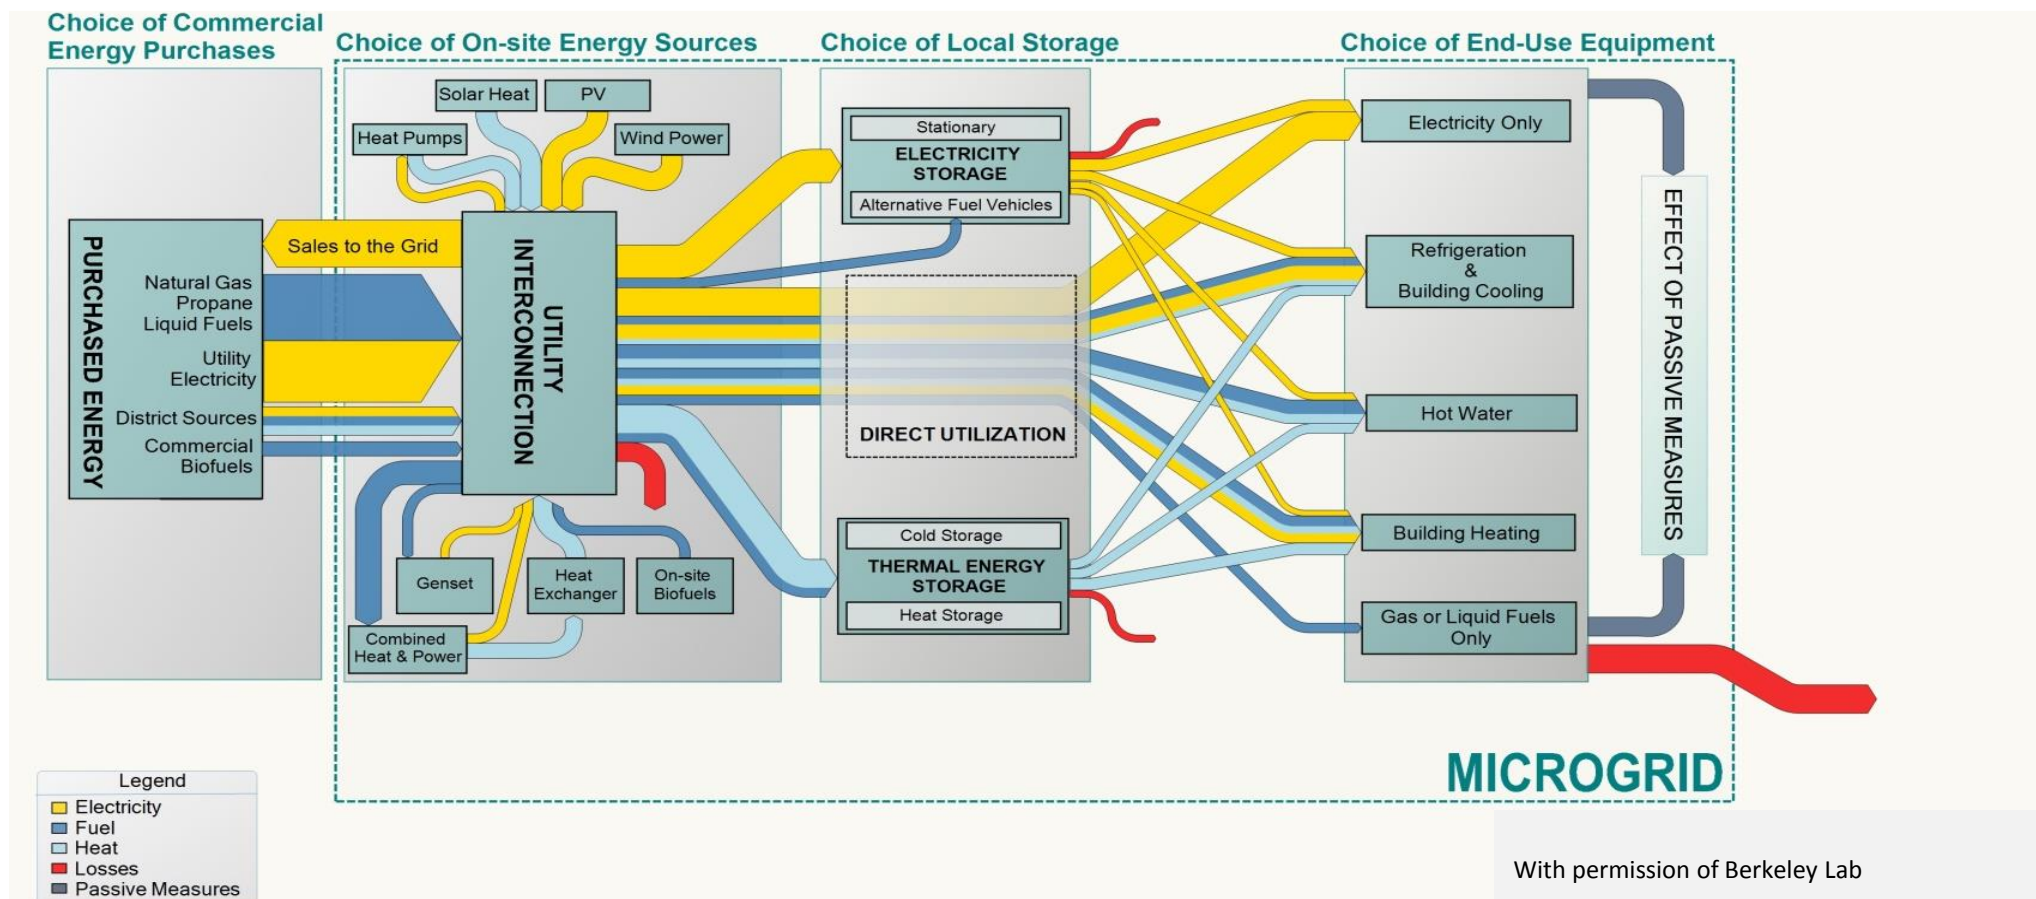 Choice of Commercial
Energy Purchases
Choice of On-site Energy Sources
Choice of Local Storage
Choice of End-Use Equipment
PURCHASED ENERGY
Natural Gas
Propane
Liquid Fuels
Utility
Electricity
District Sources
Commercial
Biofuels
Sales to the Grid
Solar Heat
PV
Heat Pumps
Wind Power
UTILITY
INTERCONNECTION
Genset
Heat
Exchanger
On-site
Biofuels
Combined
Heat & Power
Stationary
ELECTRICITY
STORAGE
Alternative Fuel Vehicles
DIRECT UTILIZATION
Cold Storage
THERMAL ENERGY
STORAGE
Heat Storage
Electricity Only
Refrigeration
&
Building Cooling
Hot Water
Building Heating
Gas or Liquid Fuels
Only
EFFECT OF PASSIVE MEASURES
MICROGRID
Legend
Electricity
Fuel
Heat
Losses
Passive Measures
With permission of Berkeley Lab